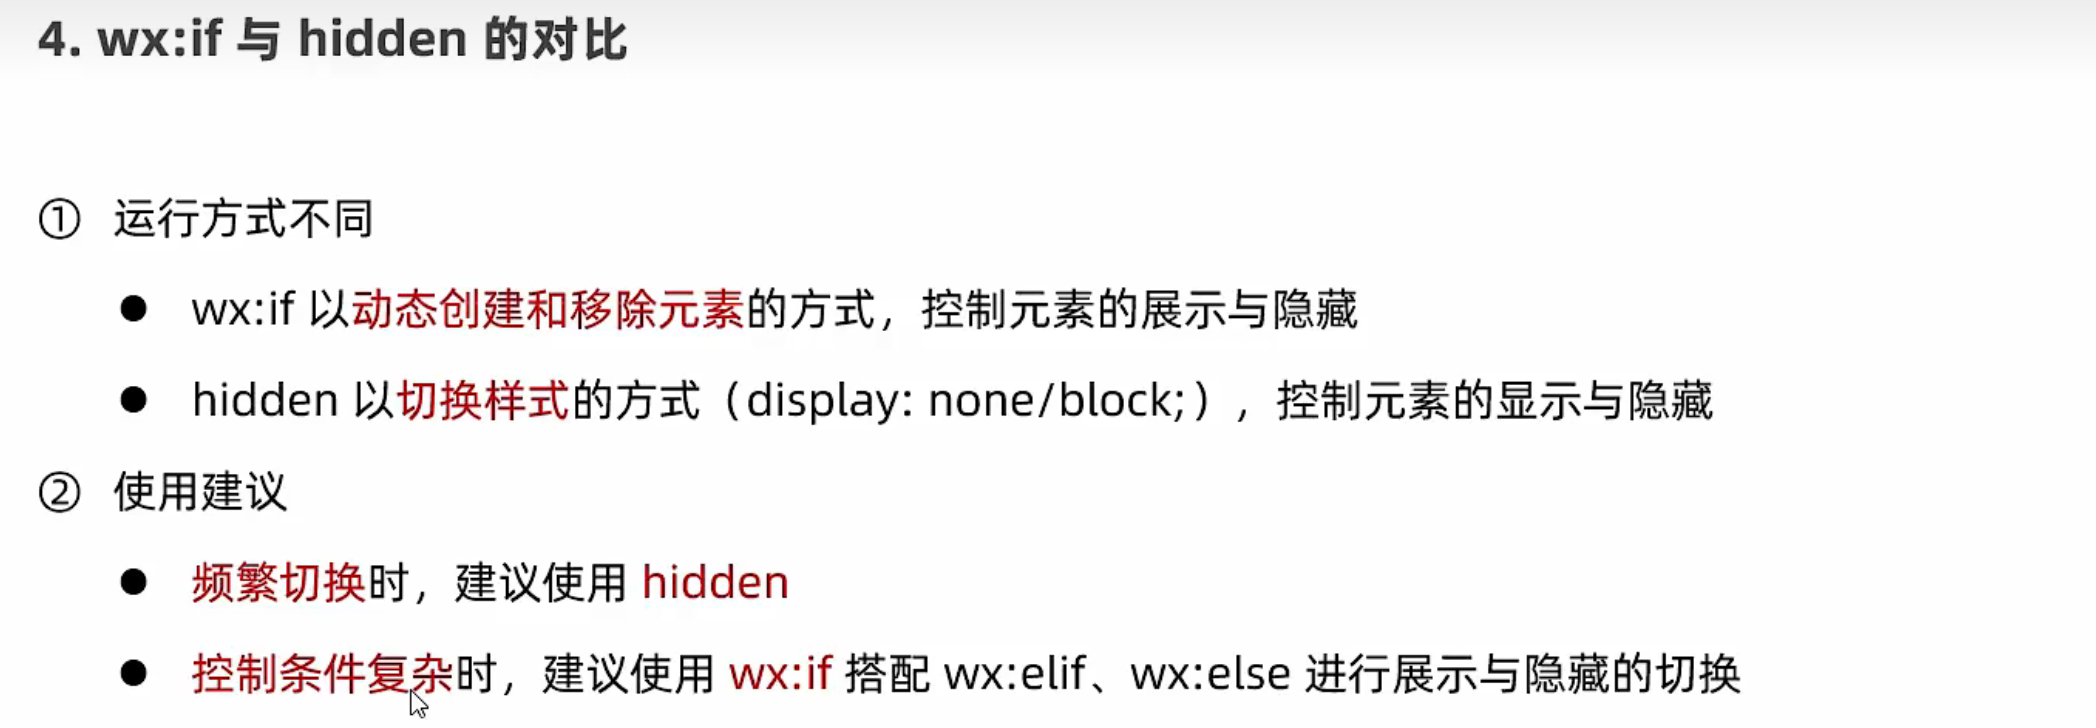 4. wx:if 与 hidden 的对比
① 运行方式不同
● wx:if 以动态创建和移除元素的方式，控制元素的展示与隐藏
● hidden 以切换样式的方式（display: none/block;），控制元素的显示与隐藏
② 使用建议
● 频繁切换时，建议使用 hidden
● 控制条件复杂时，建议使用 wx:if 搭配 wx:elif、wx:else 进行展示与隐藏的切换